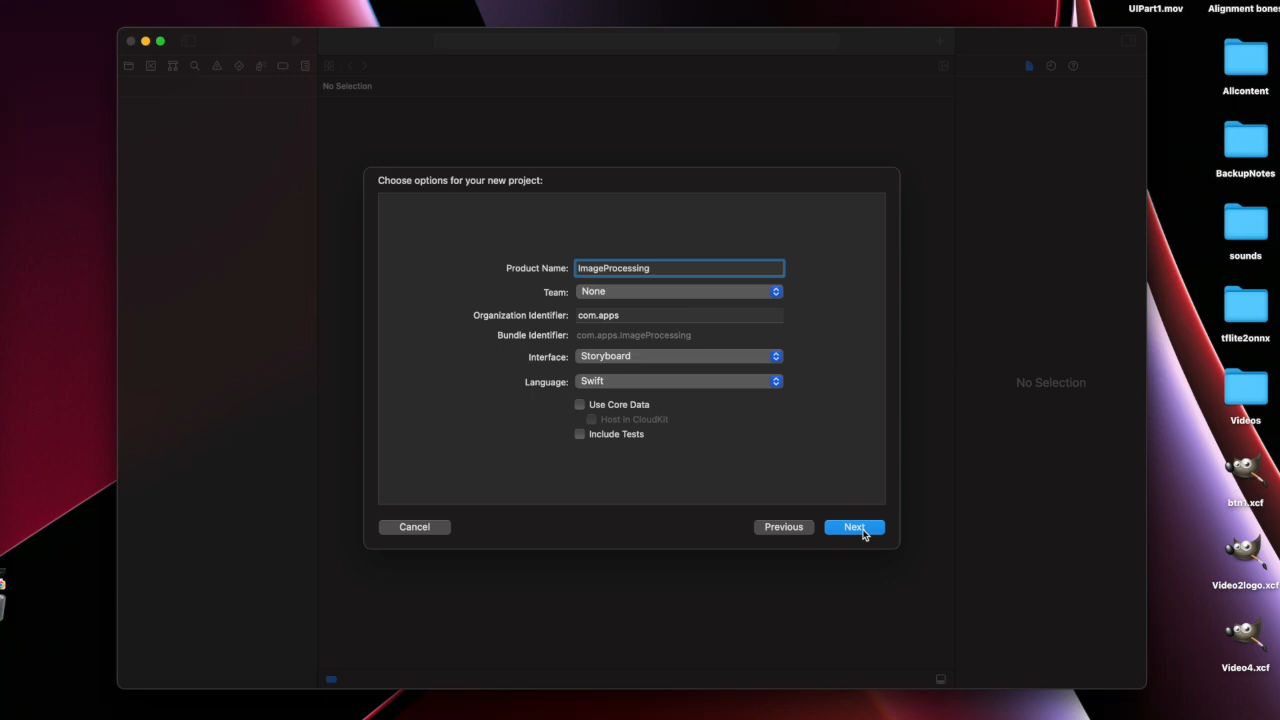 UIPart1.mov
Alignment bone
No Selection
Allcontent
Choose options for your new project:
BackupNotes
sounds
Product Name: ImageProcessing
Team: None
Organization Identifier: com.apps
Bundle Identifier: com.apps.ImageProcessing
tflite2onnx
Interface: Storyboard
Language: Swift
No Selection
Use Core Data
Host in CloudKit
Videos
Include Tests
btn1.xcf
Cancel
Previous
Next
Video2logo.xcf
Video4.xcf